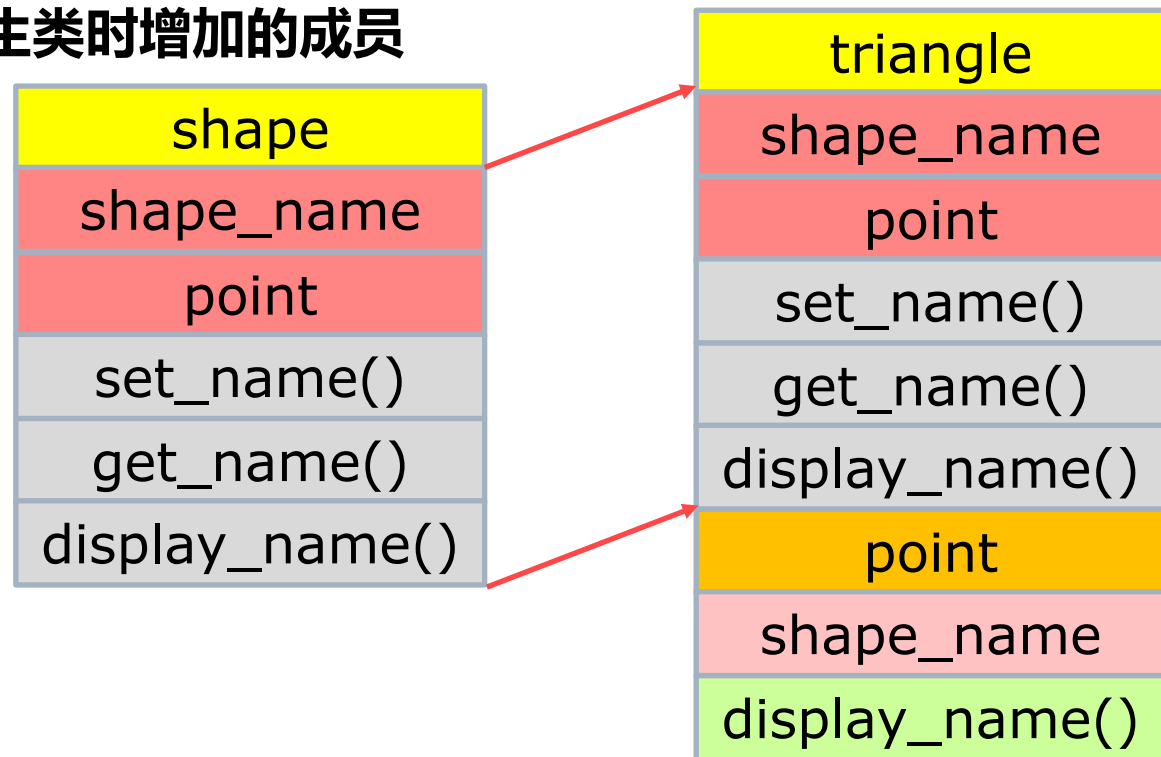 生类时增加的成员
shape
shape_name
point
set_name()
get_name()
display_name()
triangle
shape_name
point
set_name()
get_name()
display_name()
point
shape_name
display_name()